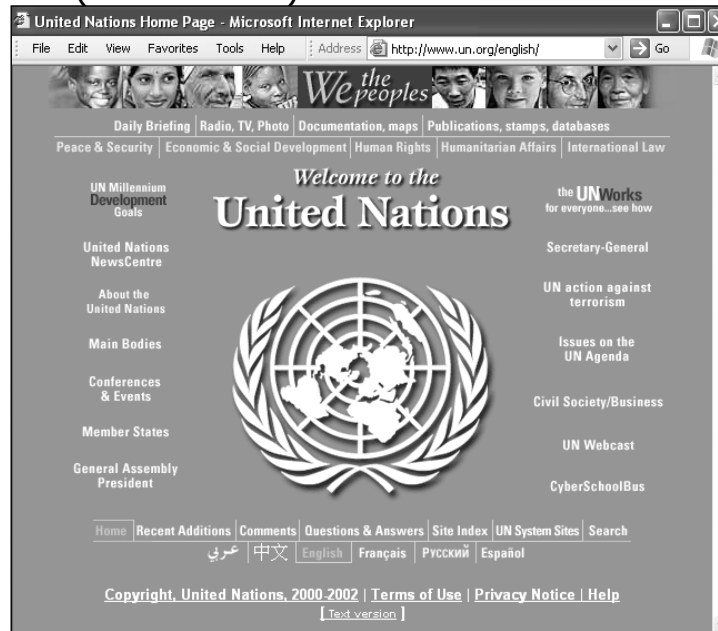 United Nations Home Page - Microsoft Internet Explorer
File Edit View Favorites Tools Help Address http://www.un.org/english/ Go
We the peoples
Daily Briefing | Radio, TV, Photo | Documentation, maps | Publications, stamps, databases
Peace & Security | Economic & Social Development | Human Rights | Humanitarian Affairs | International Law
Welcome to the
United Nations
UN Millennium
Development
Goals
United Nations
NewsCentre
About the
United Nations
Main Bodies
Conferences
& Events
Member States
General Assembly
President
the UNWorks
for everyone...see how
Secretary-General
UN action against
terrorism
Issues on the
UN Agenda
Civil Society/Business
UN Webcast
CyberSchoolBus
Home | Recent Additions | Comments | Questions & Answers | Site Index | UN System Sites | Search
عربي | 中文 | English | Français | Русский | Español
Copyright, United Nations, 2000-2002 | Terms of Use | Privacy Notice | Help
[ Text version ]